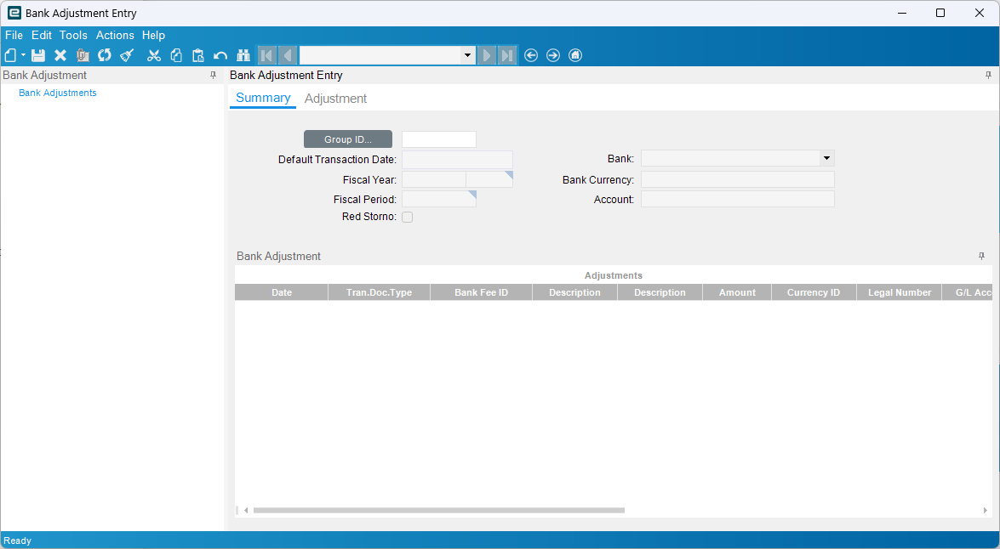 Bank Adjustment Entry
File Edit Tools Actions Help
Bank Adjustment
Bank Adjustments
Bank Adjustment Entry
Summary Adjustment
Group ID...
Default Transaction Date:
Bank:
Fiscal Year:
Bank Currency:
Fiscal Period:
Account:
Red Storno:
Bank Adjustment
Adjustments
Date Tran.Doc.Type Bank Fee ID Description Description Amount Currency ID Legal Number G/L Acc
Ready